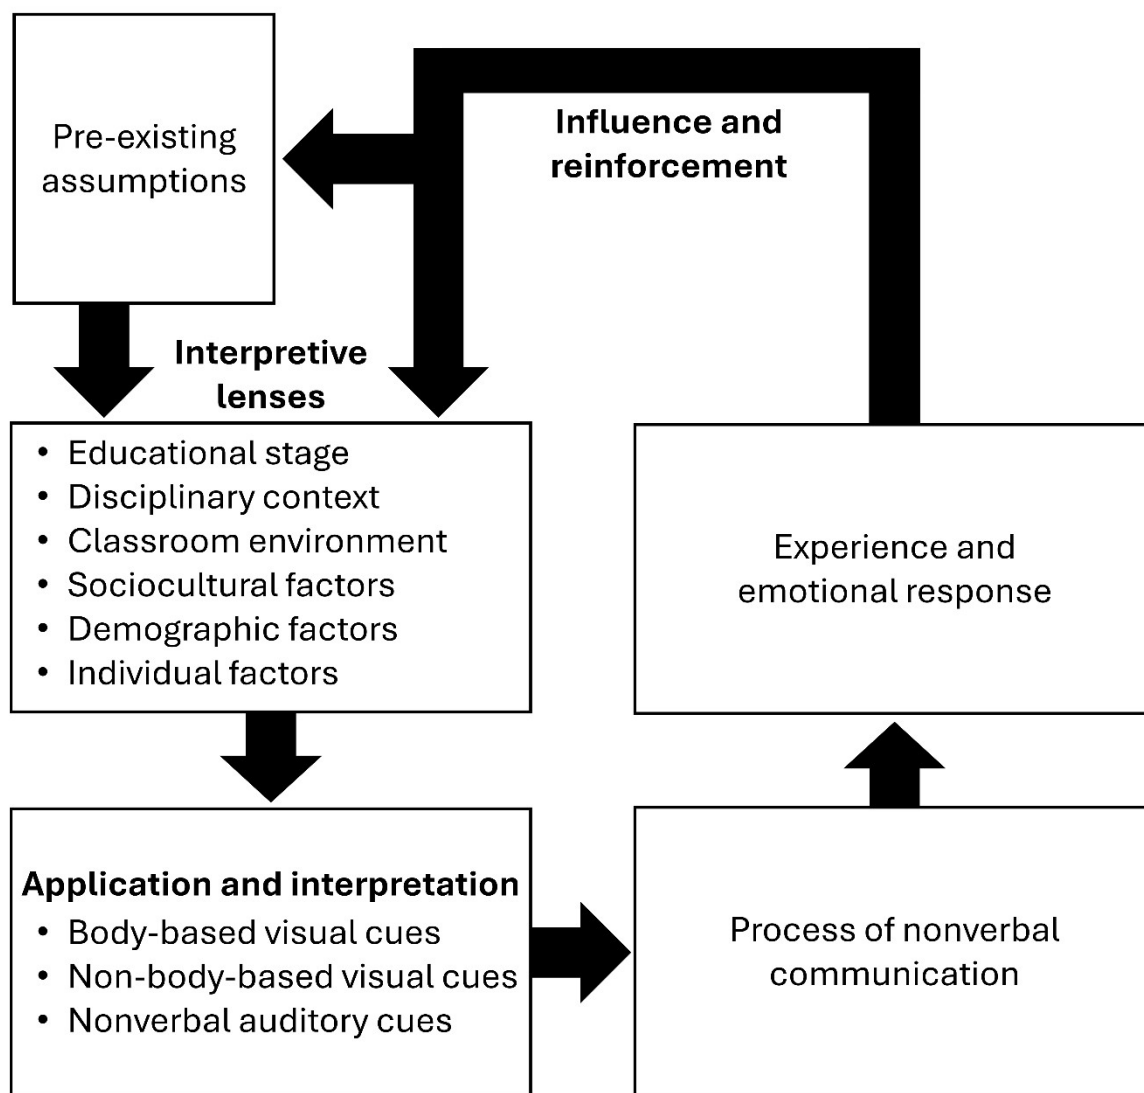 Pre-existing
assumptions
Influence and
reinforcement
Interpretive
lenses
• Educational stage
• Disciplinary context
• Classroom environment
• Sociocultural factors
• Demographic factors
• Individual factors
Experience and
emotional response
Application and interpretation
• Body-based visual cues
• Non-body-based visual cues
• Nonverbal auditory cues
Process of nonverbal
communication